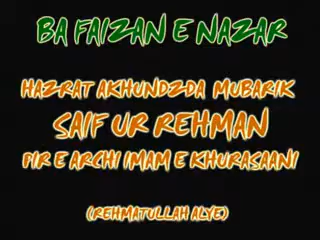 BA FAIZAN E NAZAR
HAZRAT AKHUNDZDA MUBARIK
SAIF UR REHMAN
PIR E ARCHI IMAM E KHURASAANI
(REHMATULLAH ALYE)